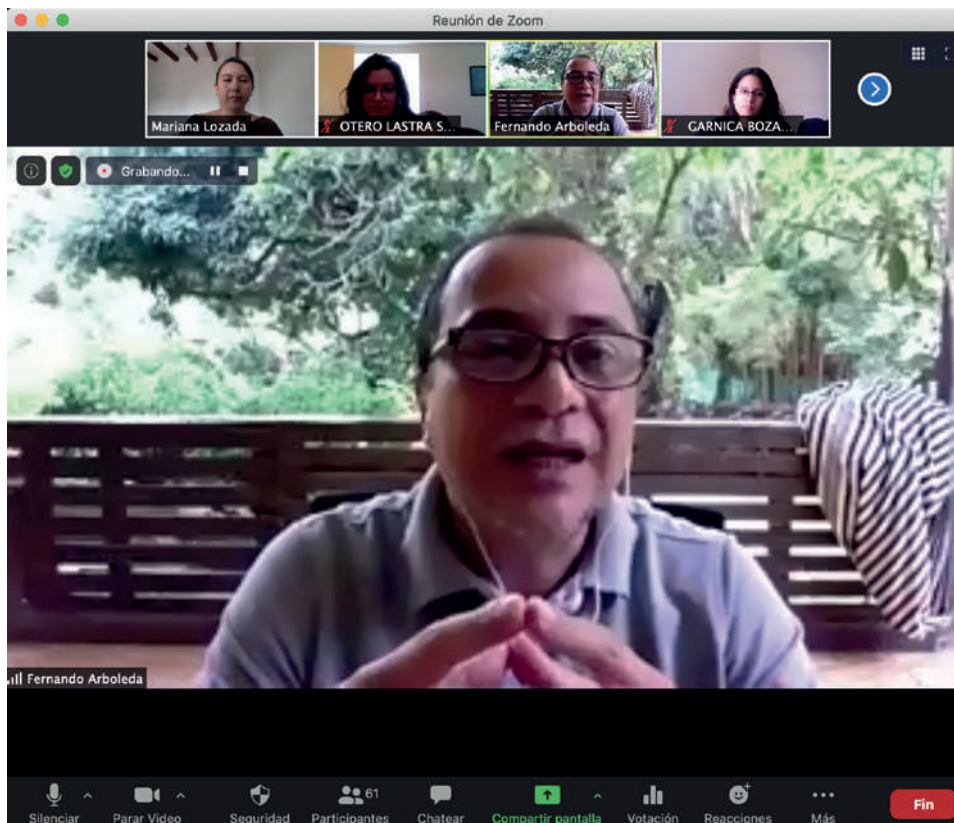 Reunión de Zoom
Mariana Lozada
OTERO LASTRA S...
Fernando Arboleda
GARNICA BOZA...
Grabando...
Fernando Arboleda
61
Silenciar
Parar Video
Seguridad
Participantes
Chatear
Compartir pantalla
Votación
Reacciones
Más
Fin